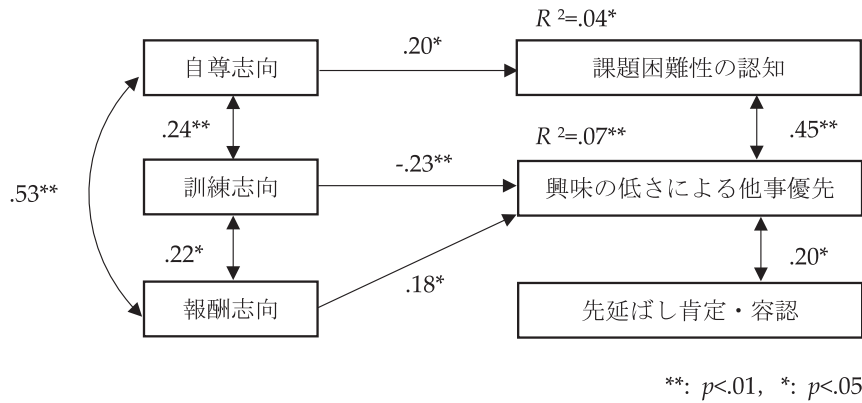 R ²=.04*
自尊志向
.20*
課題困難性の認知
.24**
R ²=.07**
.45**
.53**
訓練志向
-.23**
興味の低さによる他事優先
.22*
.18*
.20*
報酬志向
先延ばし肯定・容認
**: p<.01, *: p<.05